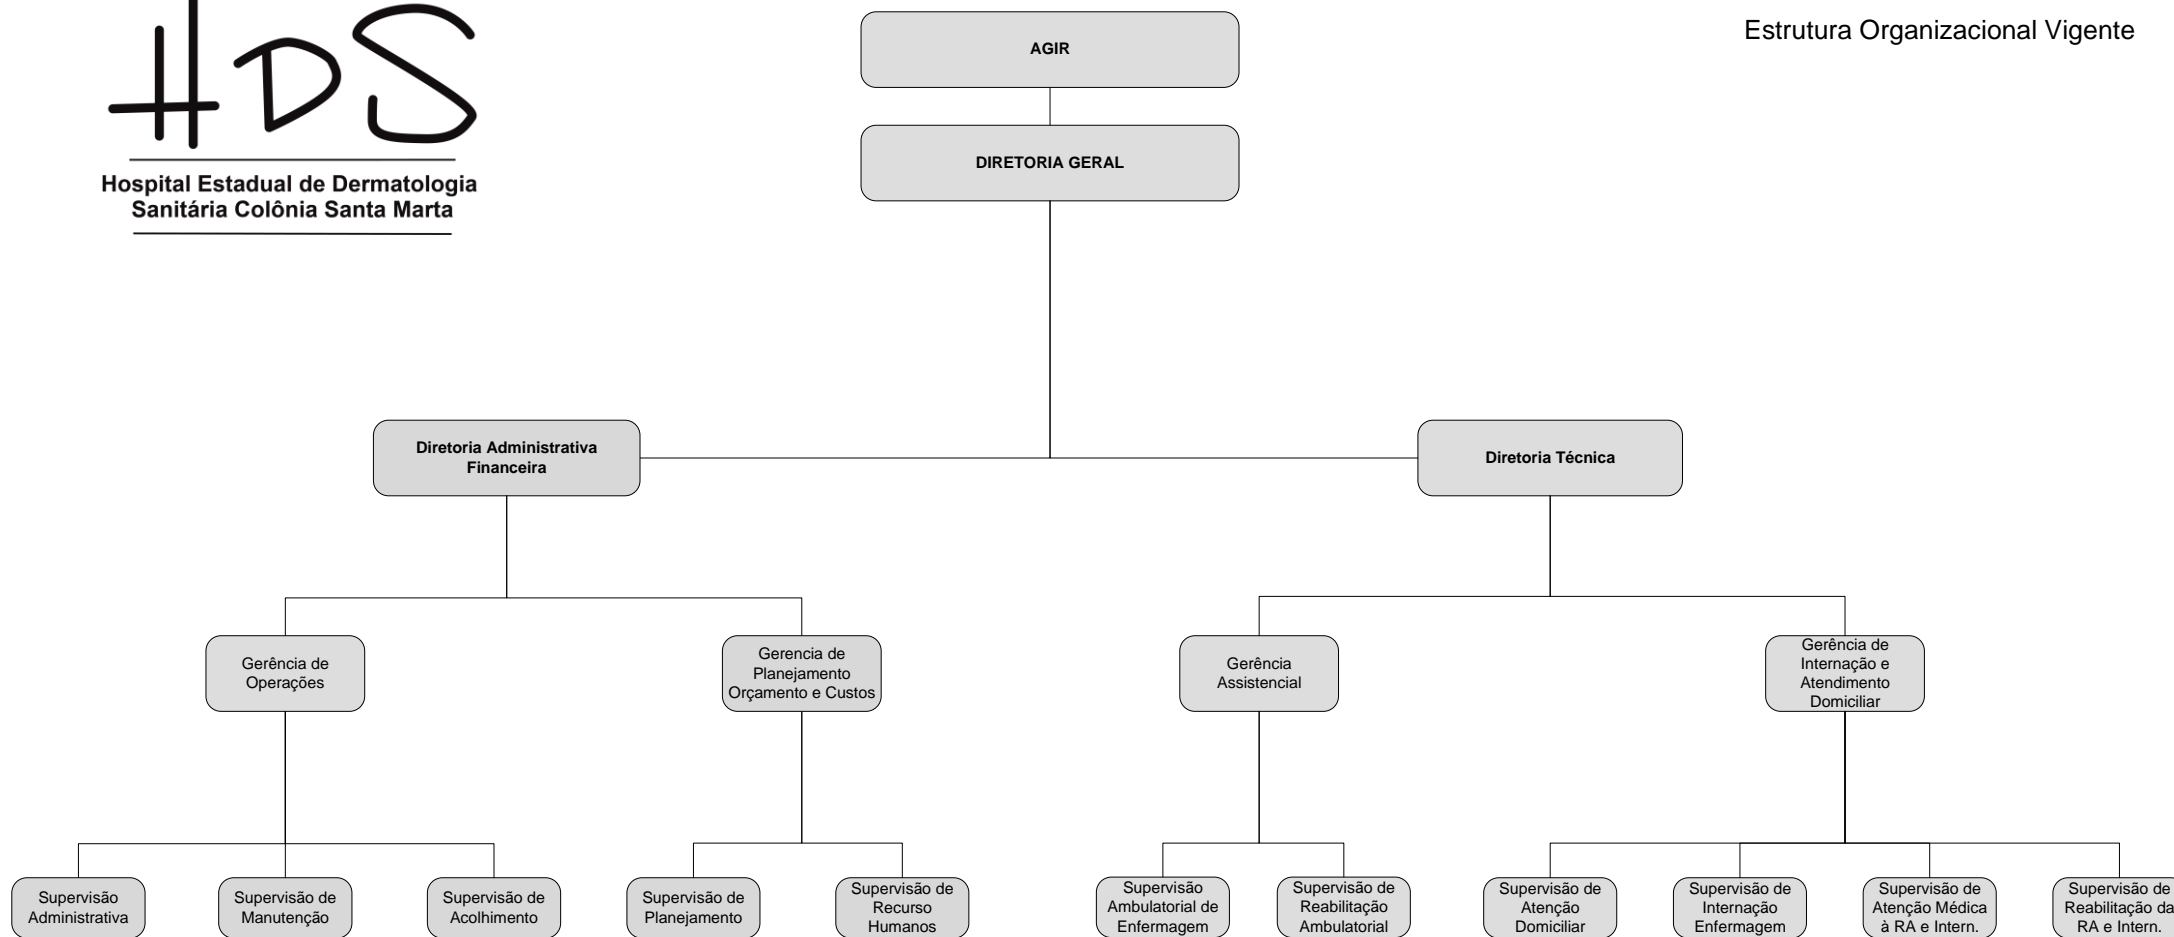 HDS
Hospital Estadual de Dermatologia
Sanitária Colônia Santa Marta
Estrutura Organizacional Vigente
AGIR
DIRETORIA GERAL
Diretoria Administrativa
Financeira
Diretoria Técnica
Gerência de
Operações
Gerencia de
Planejamento
Orçamento e Custos
Gerência
Assistencial
Gerência de
Internação e
Atendimento
Domiciliar
Supervisão
Administrativa
Supervisão de
Manutenção
Supervisão de
Acolhimento
Supervisão de
Planejamento
Supervisão de
Recurso
Humanos
Supervisão
Ambulatorial de
Enfermagem
Supervisão de
Reabilitação
Ambulatorial
Supervisão de
Atenção
Domiciliar
Supervisão de
Internação
Enfermagem
Supervisão de
Atenção Médica
à RA e Intern.
Supervisão de
Reabilitação da
RA e Intern.